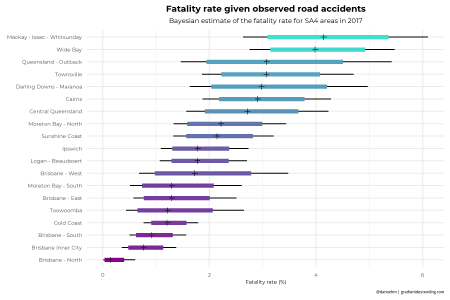 Fatality rate given observed road accidents
Bayesian estimate of the fatality rate for SA4 areas in 2017
Mackay - Isaac - Whitsunday
Wide Bay
Queensland - Outback
Townsville
Darling Downs - Maranoa
Cairns
Central Queensland
Moreton Bay - North
Sunshine Coast
Ipswich
Logan - Beaudesert
Brisbane - West
Moreton Bay - South
Brisbane - East
Toowoomba
Gold Coast
Brisbane - South
Brisbane Inner City
Brisbane - North
0 2 4 6
Fatality rate (%)
@danoehm | gradientdescending.com